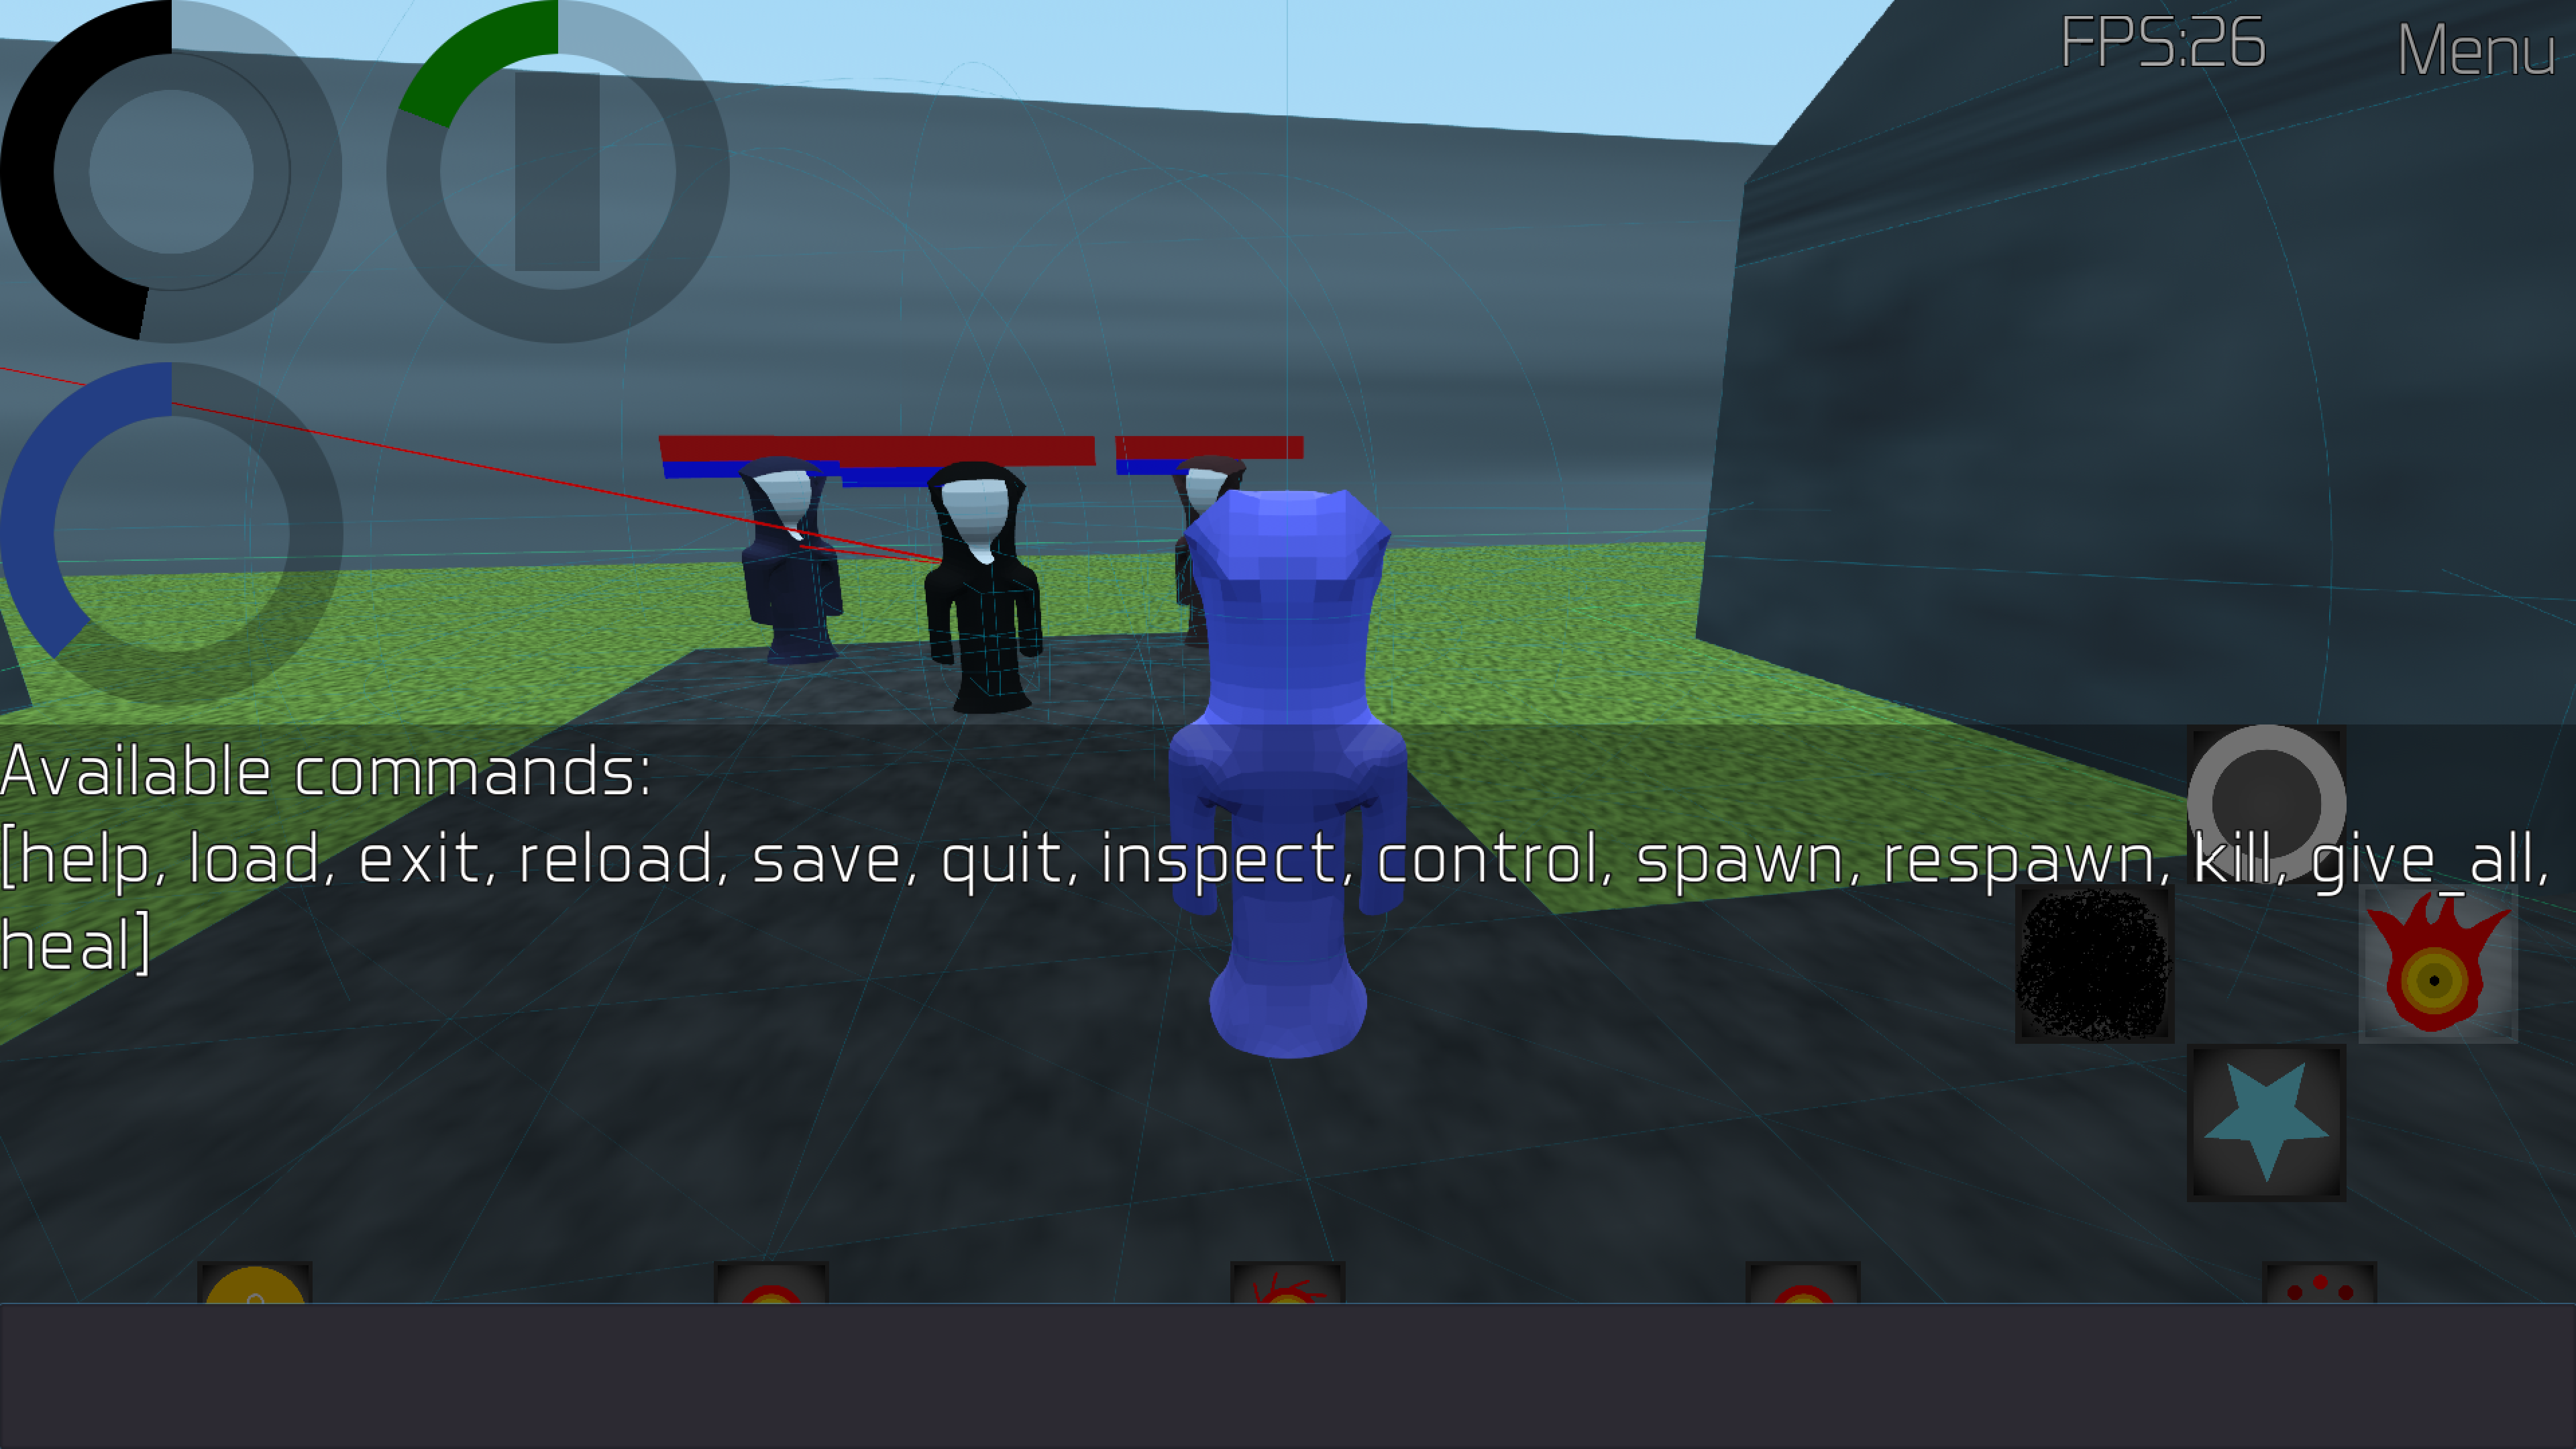 FPS:26
Menu
Available commands:
[help, load, exit, reload, save, quit, inspect, control, spawn, respawn, kill, give_all,
heal]